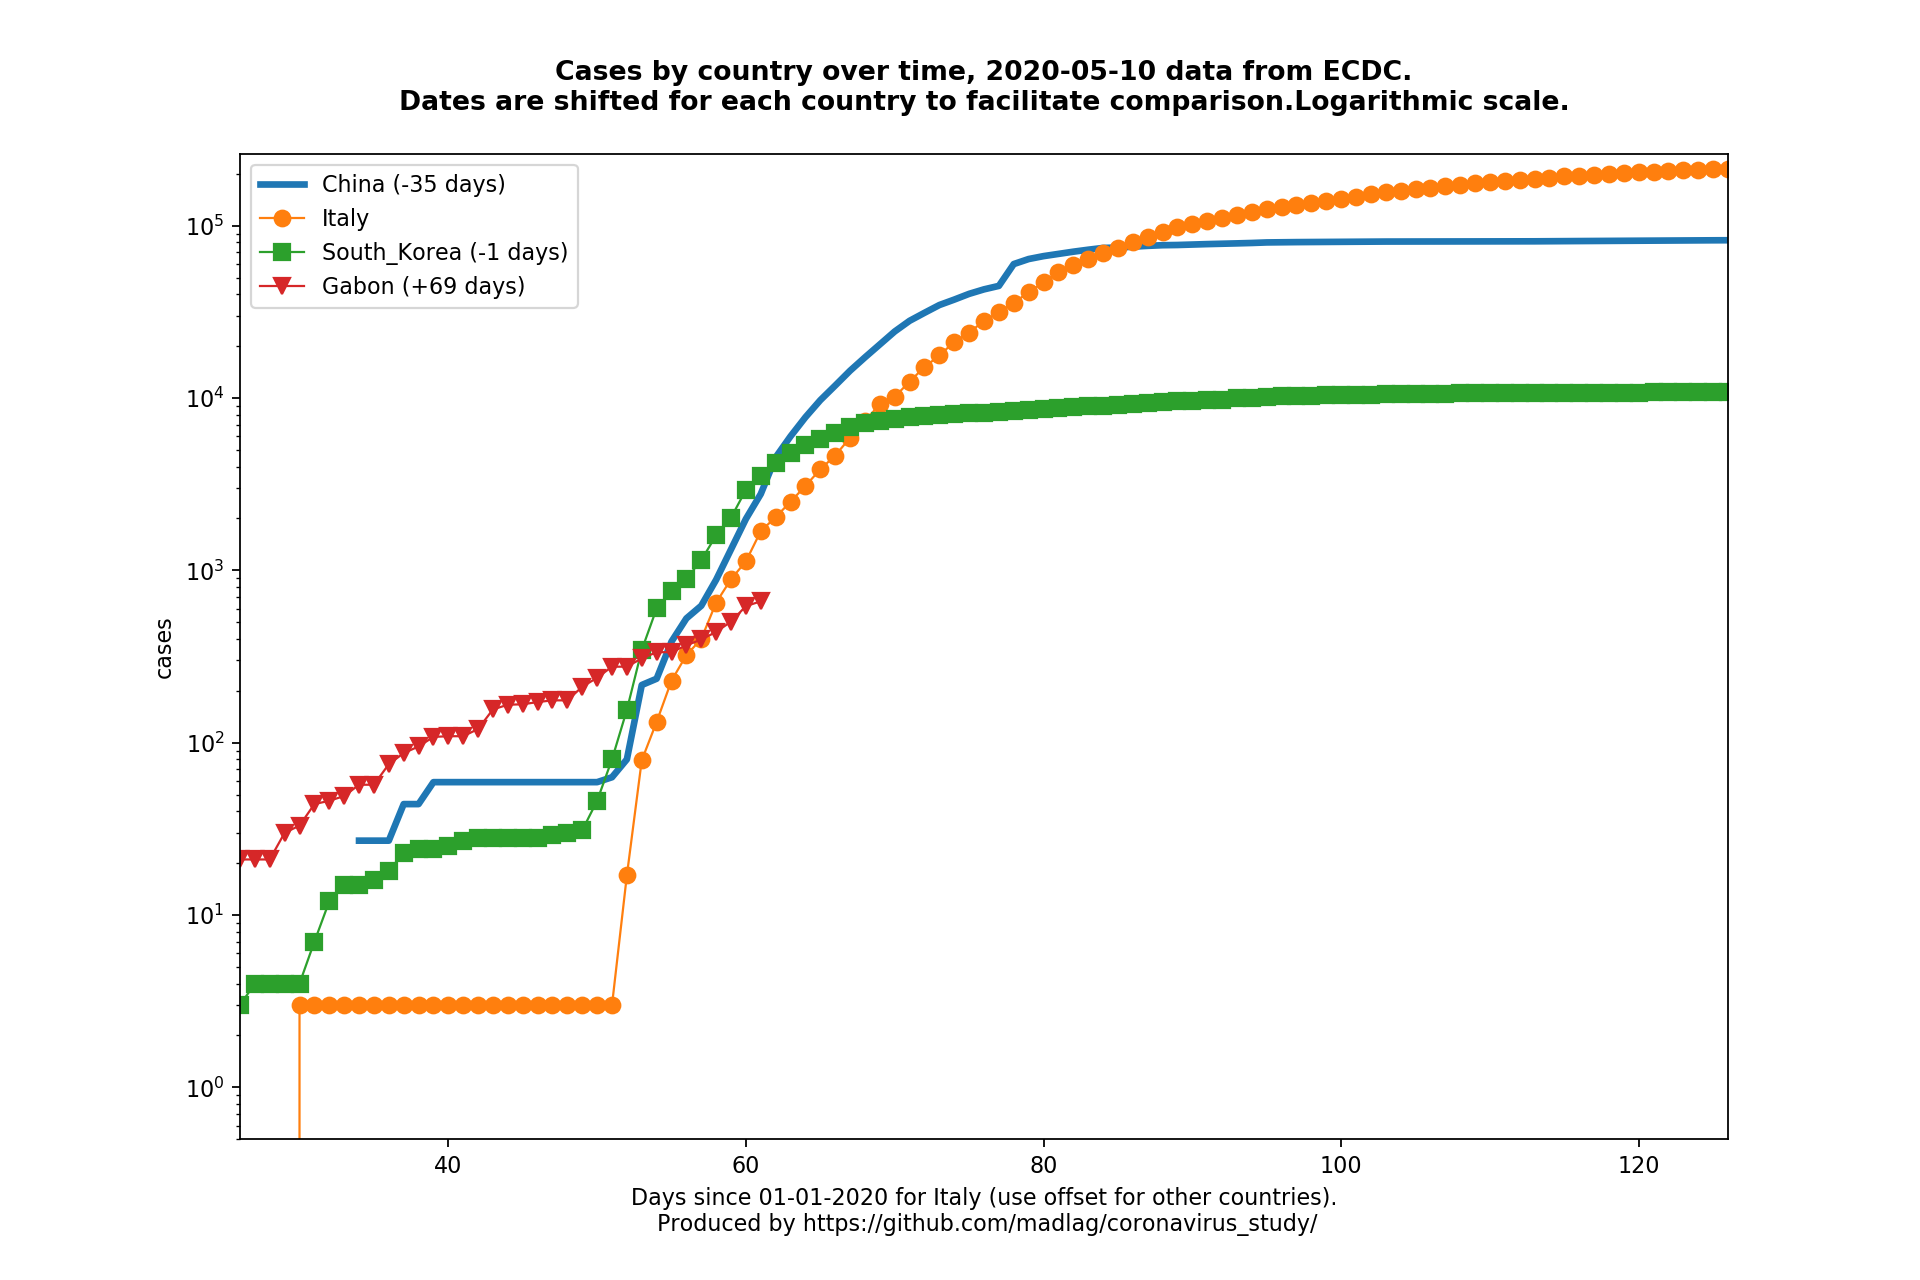 Cases by country over time, 2020-05-10 data from ECDC.
Dates are shifted for each country to facilitate comparison.Logarithmic scale.
China (-35 days)
Italy
South_Korea (-1 days)
Gabon (+69 days)
cases
10^5
10^4
10^3
10^2
10^1
10^0
40
60
80
100
120
Days since 01-01-2020 for Italy (use offset for other countries).
Produced by https://github.com/madlag/coronavirus_study/